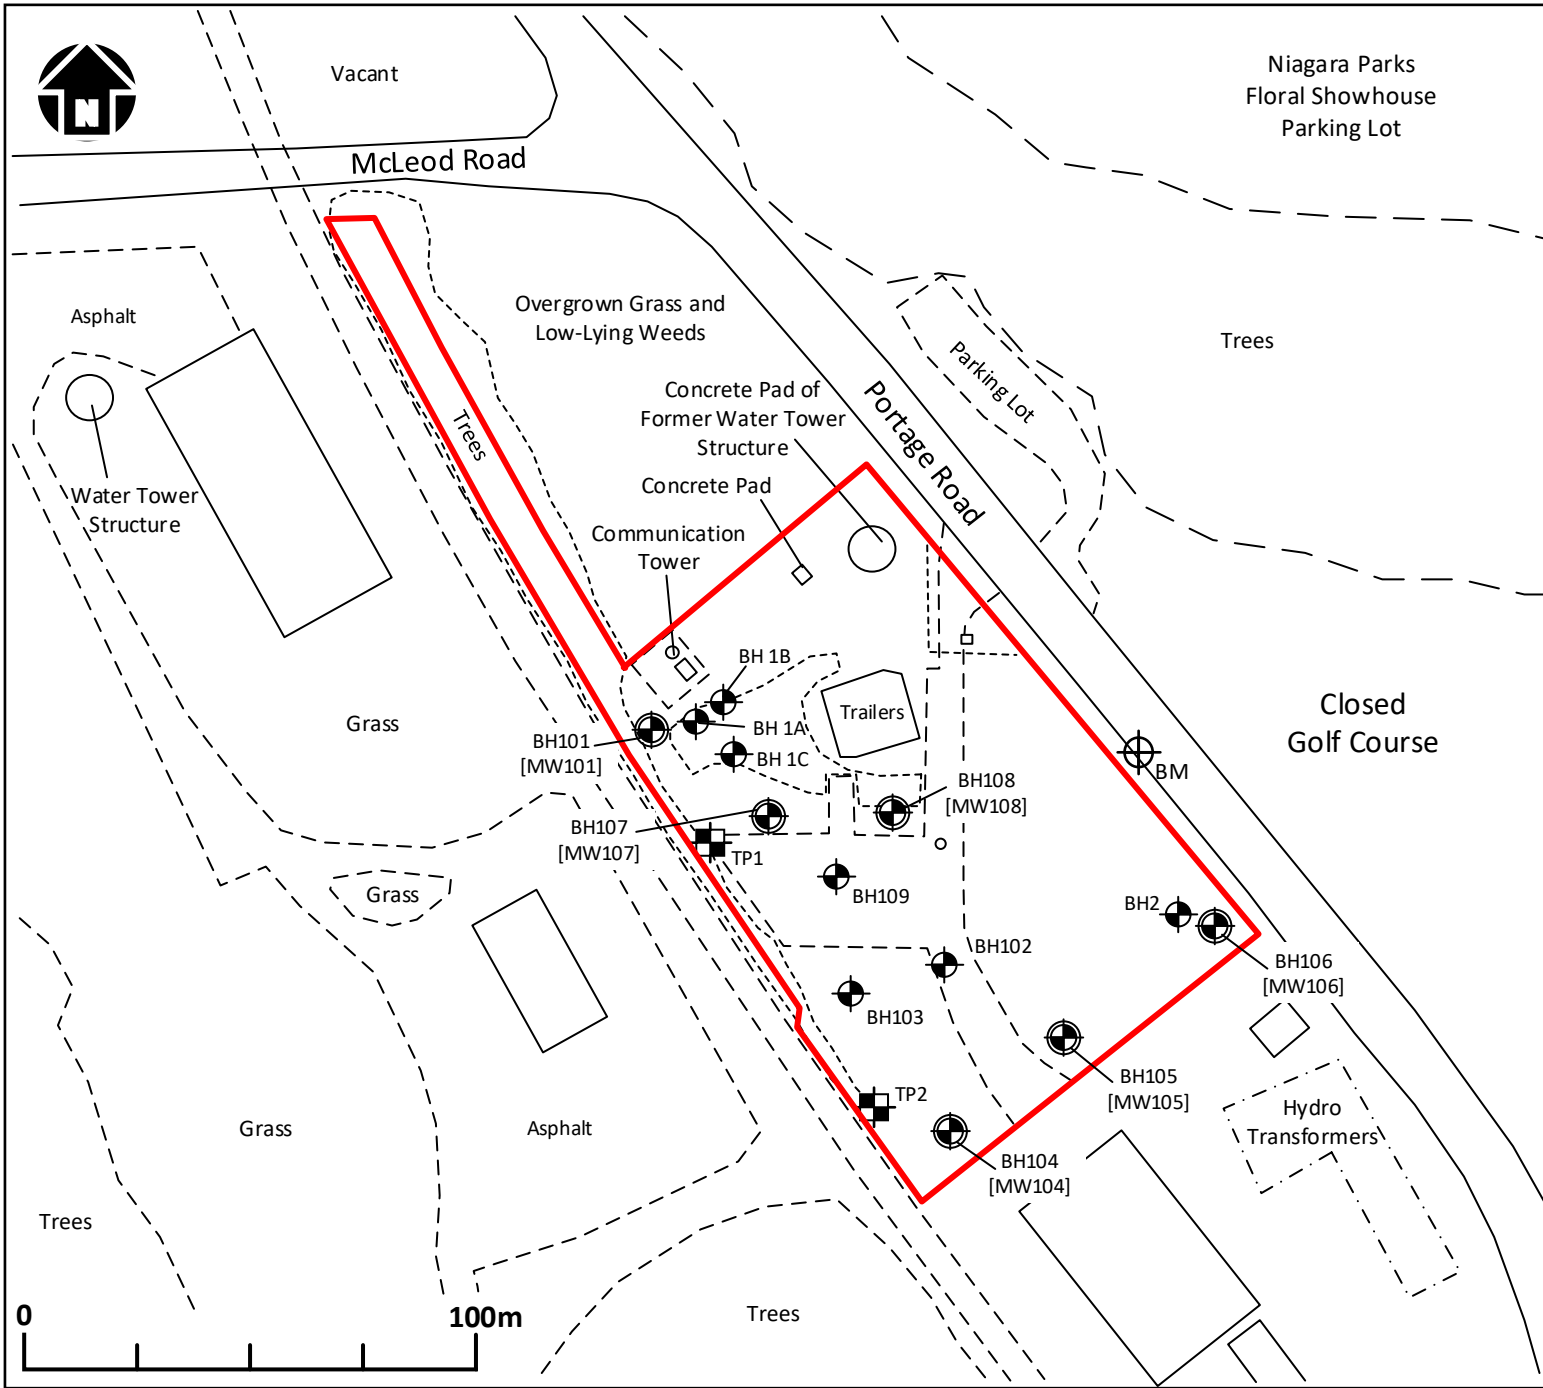 N
Vacant
McLeod Road
Niagara Parks
Floral Showhouse
Parking Lot
Asphalt
Overgrown Grass and
Low-Lying Weeds
Trees
Parking Lot
Concrete Pad of
Former Water Tower
Structure
Portage Road
Trees
Water Tower
Structure
Concrete Pad
Communication
Tower
BH 1B
Trailers
Closed
Golf Course
Grass
BH101
[MW101]
BH 1A
BH 1C
BM
BH108
[MW108]
BH107
[MW107]
TP1
BH109
Grass
BH2
BH102
BH106
[MW106]
BH103
BH105
[MW105]
TP2
Hydro
Transformers
Grass
Asphalt
BH104
[MW104]
Trees
Trees
0
100m